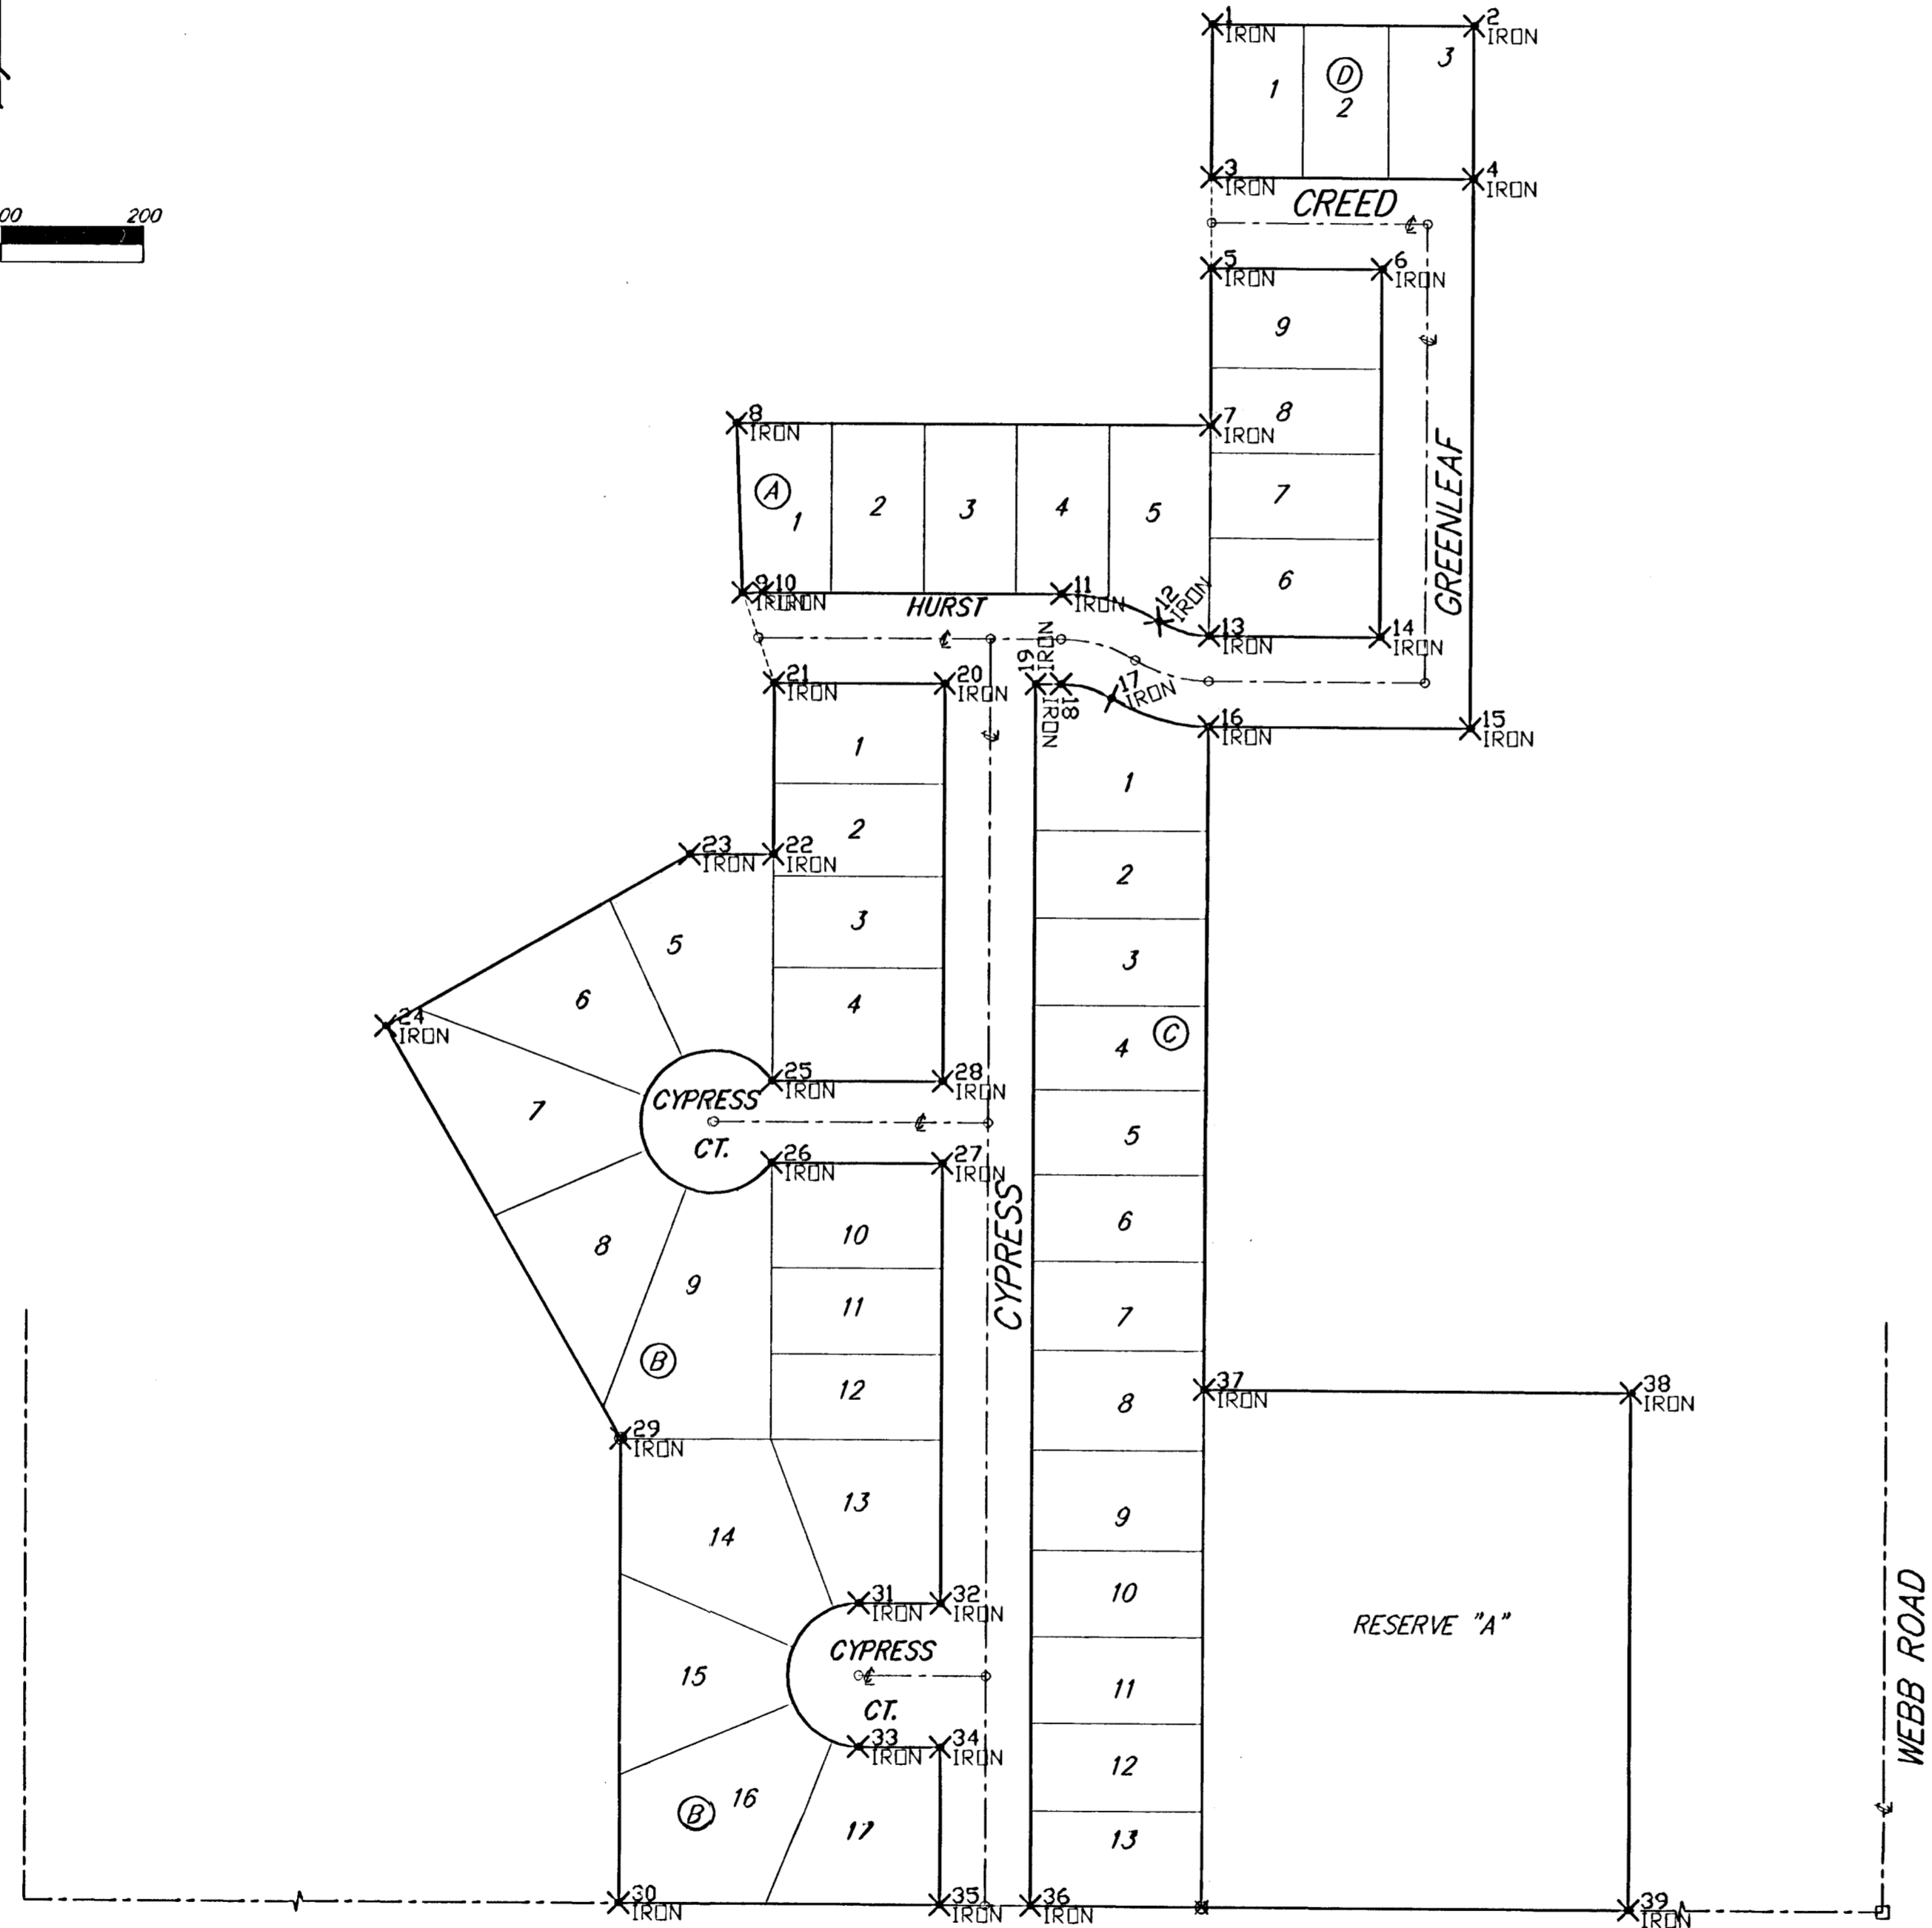 1
IRON
2
IRON
3
D
1
2
00 200
3
IRON
4
IRON
CREED
5
IRON
6
IRON
9
8
IRON
7
IRON
8
GREENLEAF
A
1
2
3
4
5
7
9
IRON
10
IRON
11
IRON
12
IRON
6
HURST
13
IRON
14
IRON
19
IRON
18
IRON
17
IRON
21
IRON
20
IRON
16
IRON
15
IRON
1
1
2
23
IRON
22
IRON
2
3
5
3
6
4
24
IRON
4
C
25
IRON
28
IRON
CYPRESS
CT.
7
5
26
IRON
27
IRON
CYPRESS
10
6
8
9
11
7
B
12
8
37
IRON
38
IRON
29
IRON
13
9
14
31
IRON
32
IRON
10
RESERVE "A"
WEBB ROAD
CYPRESS
CT.
15
11
33
IRON
34
IRON
12
B
16
17
13
30
IRON
35
IRON
36
IRON
39
IRON